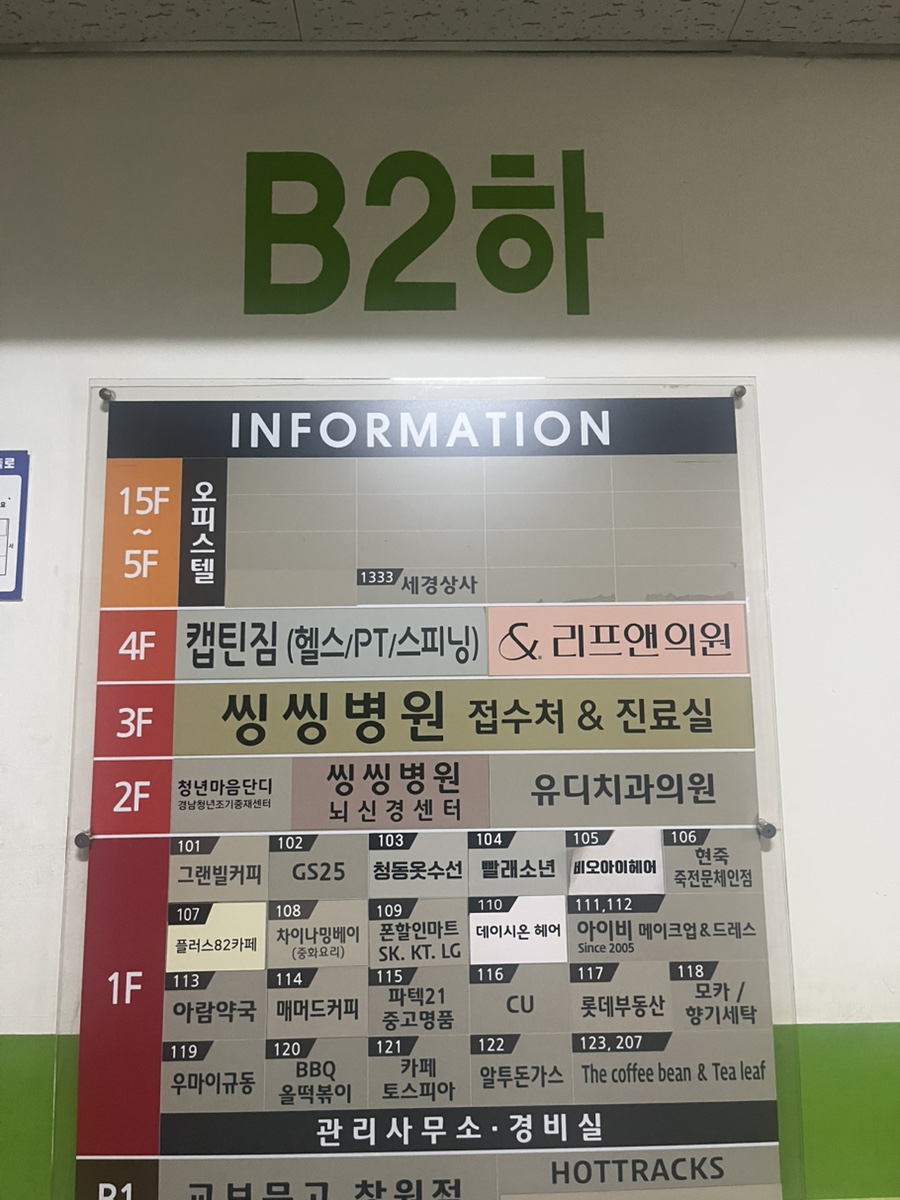 B2하
INFORMATION
15F
~
5F
오피스텔
1333 세경상사
4F
캡틴짐 (헬스/PT/스피닝)
& 리프앤의원
3F
씽씽병원 접수처 & 진료실
2F
청년마음단디
경남청년조기중재센터
씽씽병원
뇌신경센터
유디치과의원
1F
101
그랜빌커피
102
GS25
103
청동옷수선
104
빨래소년
105
비오아이헤어
106
현죽
죽전문체인점
107
플러스82카페
108
차이나밍베이
(중화요리)
109
폰할인마트
SK. KT. LG
110
데이시온 헤어
111,112
아이비 메이크업&드레스
Since 2005
113
아람약국
114
매머드커피
115
파텍21
중고명품
116
CU
117
롯데부동산
118
모카 /
향기세탁
119
우마이규동
120
BBQ
올떡볶이
121
카페
토스피아
122
알투돈가스
123, 207
The coffee bean & Tea leaf
관리사무소·경비실
B1
교보문고 창원점
HOTTRACKS